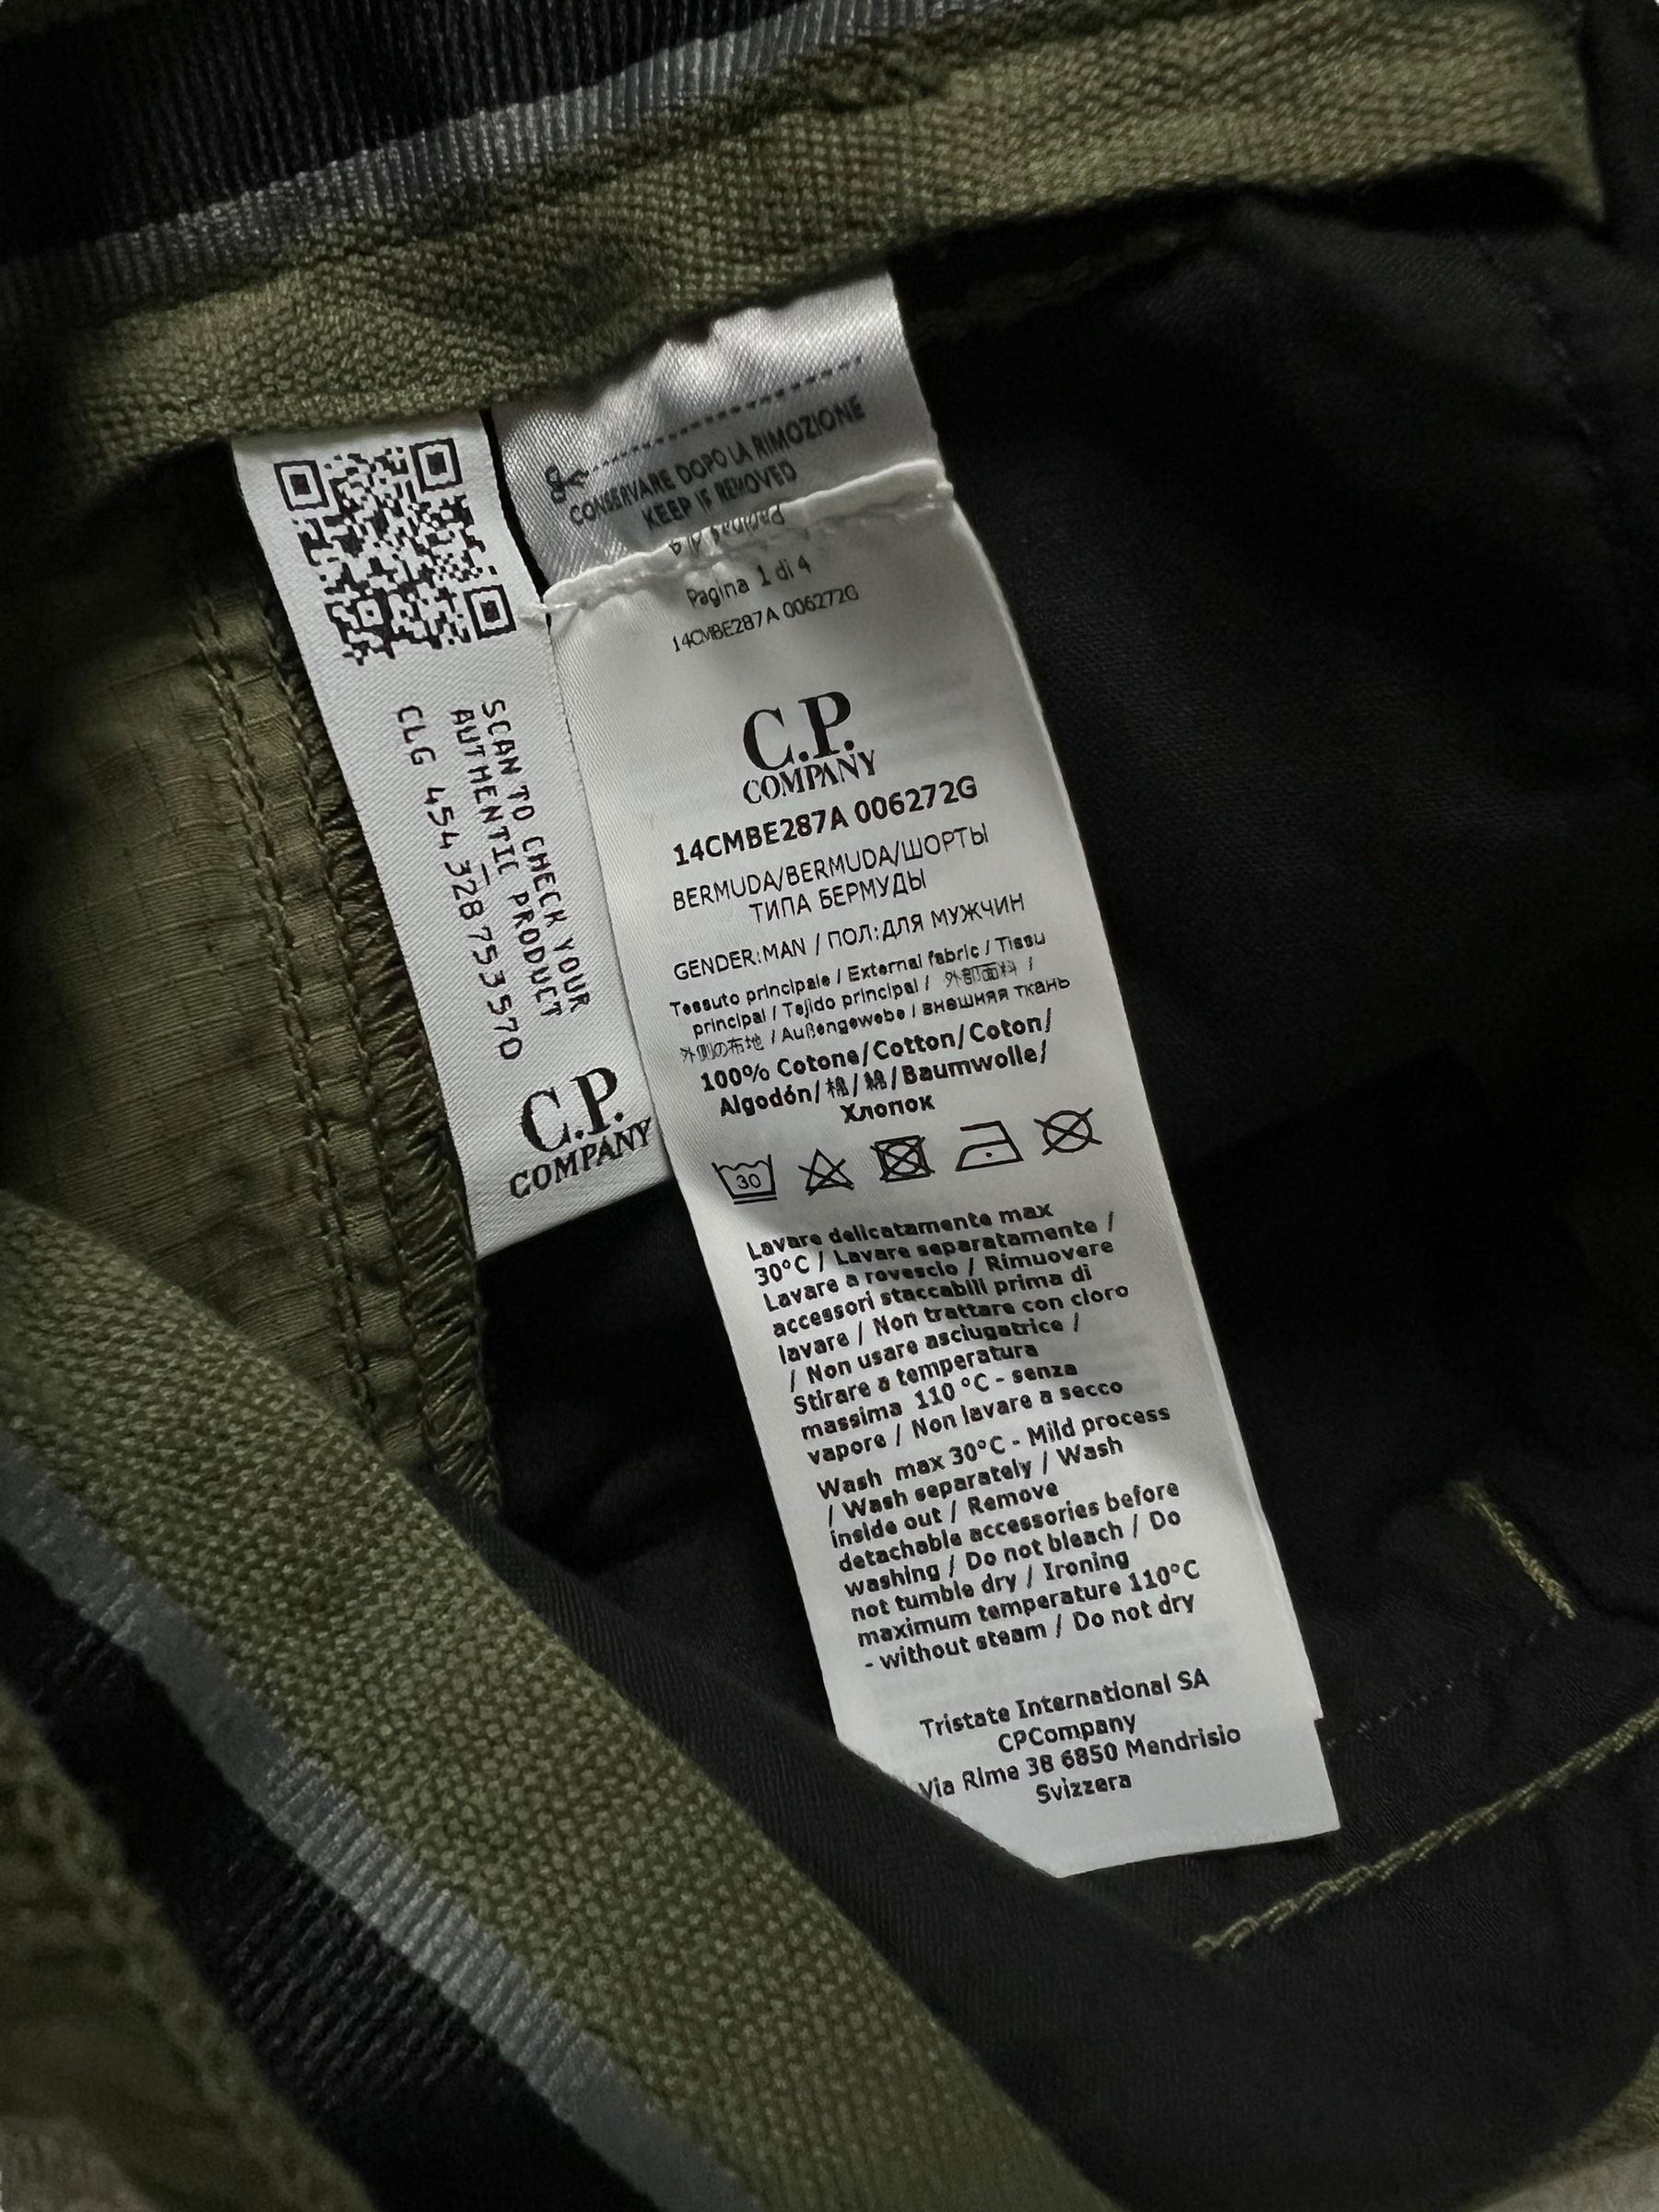 SCAN TO CHECK YOUR
AUTHENTIC PRODUCT
CLG 454 328 753 570
C.P.
COMPANY
CONSERVARE DOPO LA RIMOZIONE
KEEP IF REMOVED
Pagina 1 di 4
14CMBE287A 006272G
C.P.
COMPANY
14CMBE287A 006272G
BERMUDA/BERMUDA/ШОРТЫ
ТИПА БЕРМУДЫ
GENDER:MAN / ПОЛ:ДЛЯ МУЖЧИН
Tessuto principale / External fabric / Tissu
principal / Tejido principal / 外部面料 /
外側の布地 / Außengewebe / внешняя ткань
100% Cotone/Cotton/Coton/
Algodón/棉/綿/Baumwolle/
Хлопок
30
Lavare delicatamente max
30°C / Lavare separatamente /
Lavare a rovescio / Rimuovere
accessori staccabili prima di
lavare / Non trattare con cloro
/ Non usare asciugatrice /
Stirare a temperatura
massima 110 °C - senza
vapore / Non lavare a secco
Wash max 30°C - Mild process
/ Wash separately / Wash
inside out / Remove
detachable accessories before
washing / Do not bleach / Do
not tumble dry / Ironing
maximum temperature 110°C
- without steam / Do not dry
Tristate International SA
CPCompany
Via Rime 38 6850 Mendrisio
Svizzera